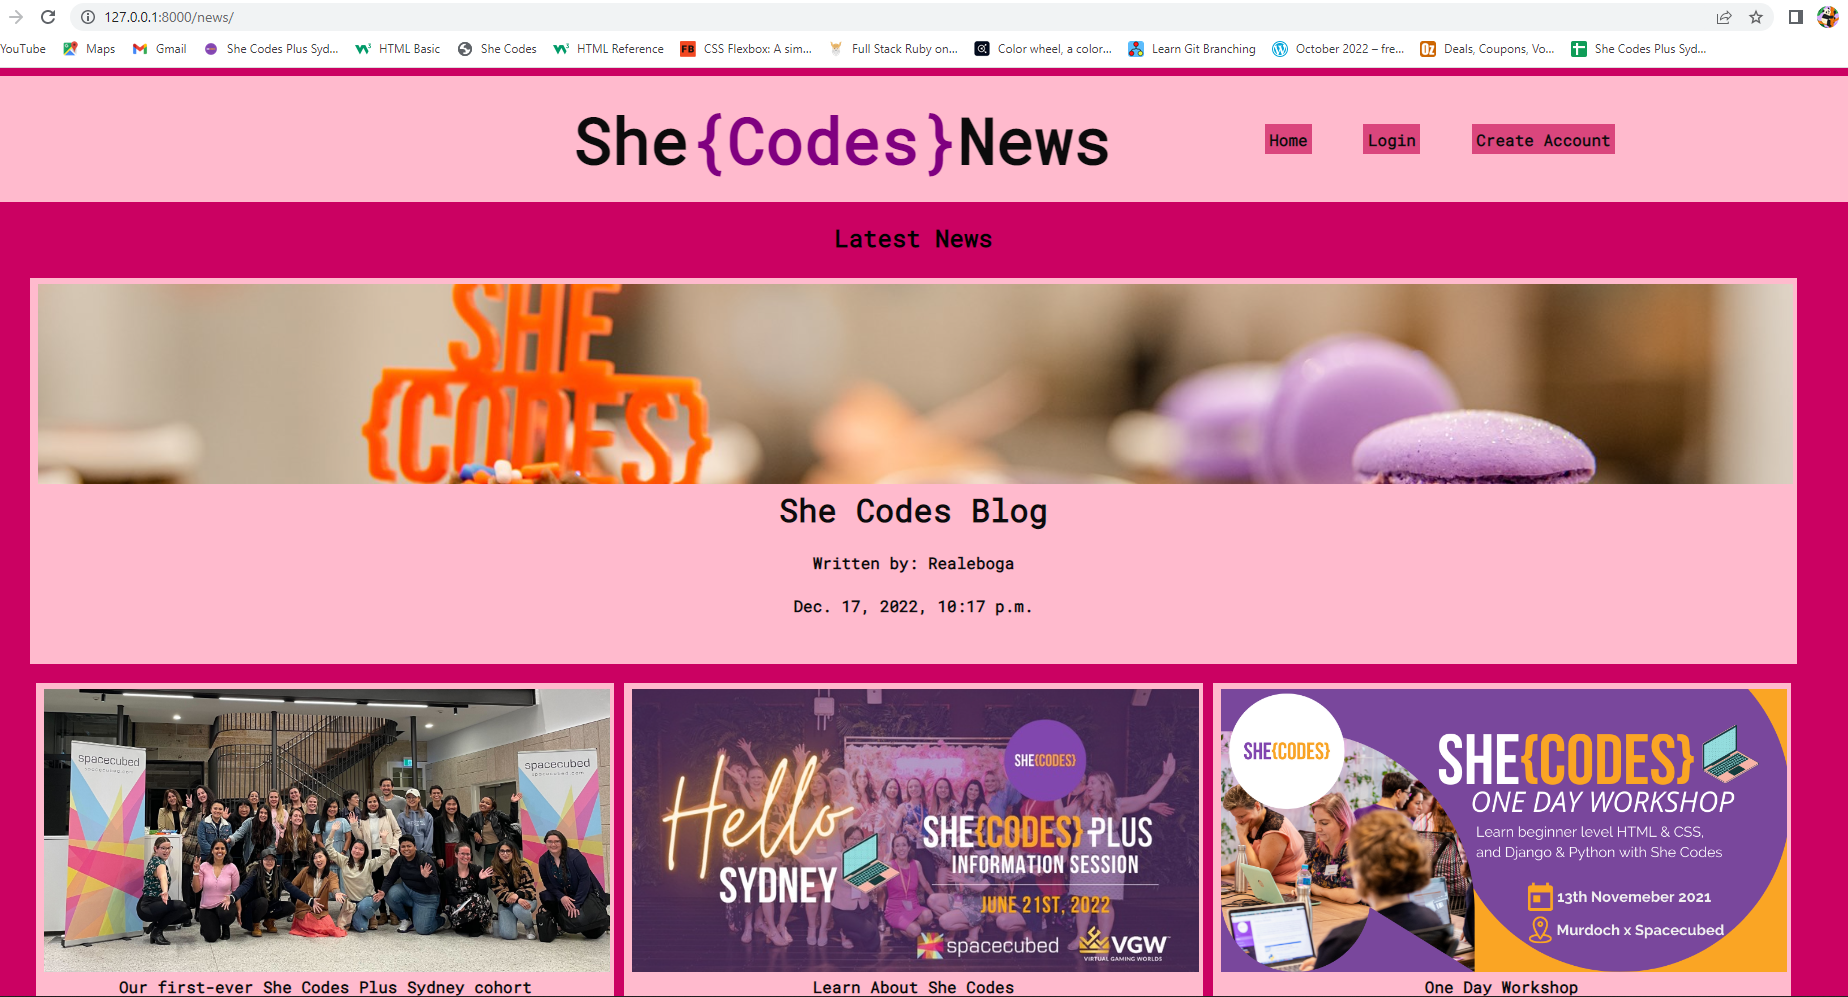 127.0.0.1:8000/news/
YouTube Maps Gmail She Codes Plus Syd... HTML Basic She Codes HTML Reference FB CSS Flexbox: A sim... Full Stack Ruby on... Color wheel, a color... Learn Git Branching October 2022 – fre... Oz Deals, Coupons, Vo... She Codes Plus Syd...
She{Codes}News
Home Login Create Account
Latest News
SHE
{CODES}
She Codes Blog
Written by: Realeboga
Dec. 17, 2022, 10:17 p.m.
spacecubed
spacecubed
Our first-ever She Codes Plus Sydney cohort
SHE{CODES}
Hello
SYDNEY
SHE{CODES} PLUS
INFORMATION SESSION
JUNE 21ST, 2022
spacecubed VGW
VIRTUAL GAMING WORLDS
Learn About She Codes
SHE{CODES}
SHE{CODES}
ONE DAY WORKSHOP
Learn beginner level HTML & CSS,
and Django & Python with She Codes
13th Novemeber 2021
Murdoch x Spacecubed
One Day Workshop